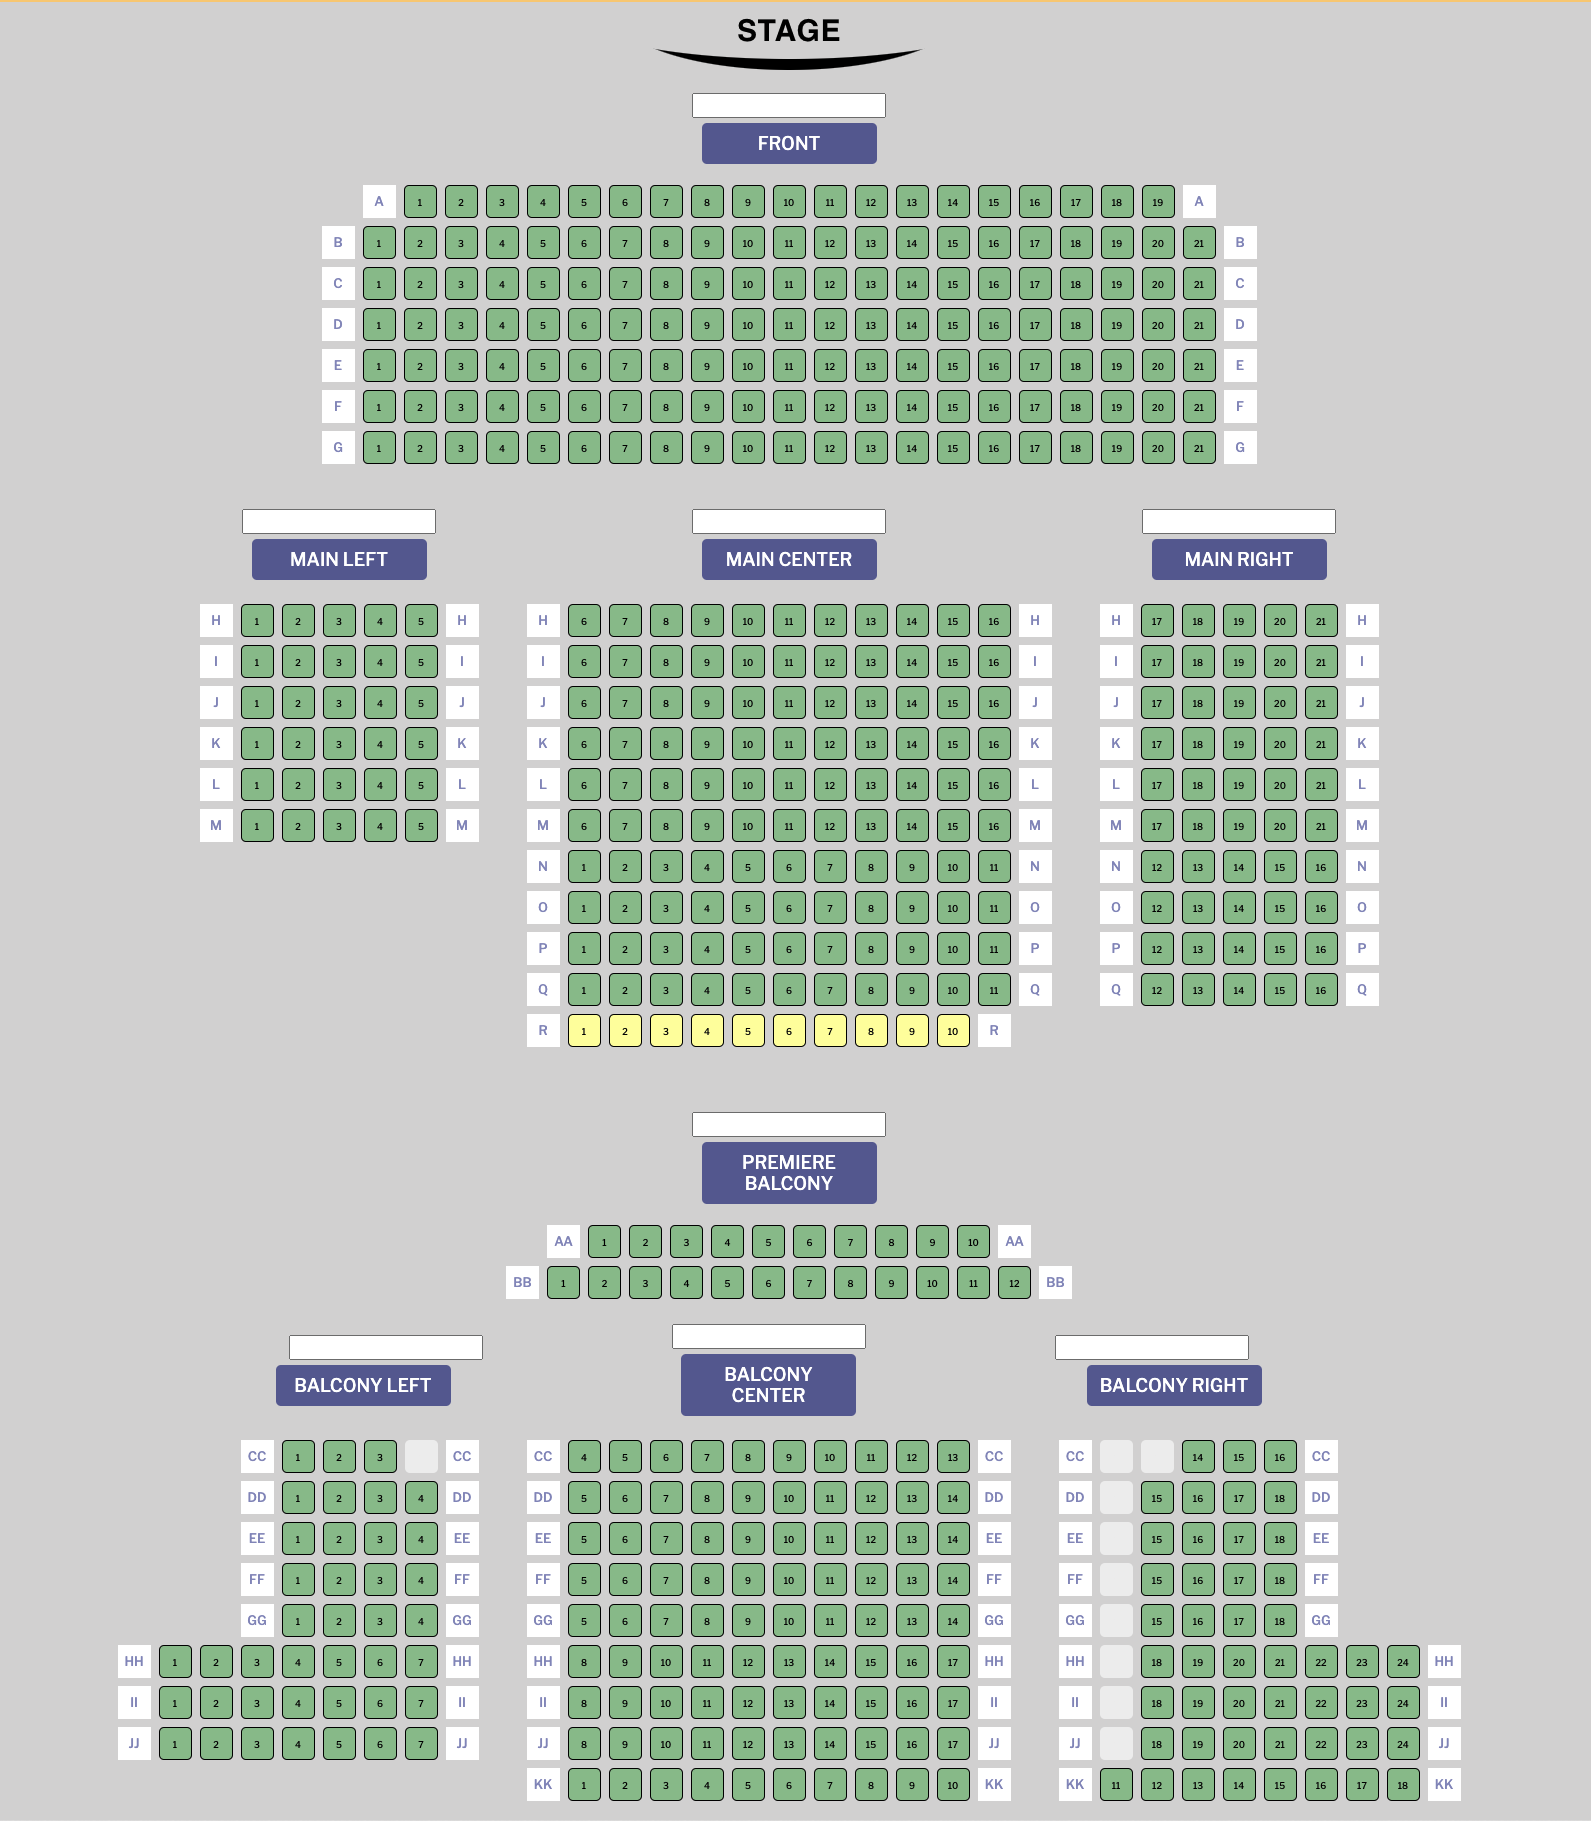 STAGE
FRONT
A 1 2 3 4 5 6 7 8 9 10 11 12 13 14 15 16 17 18 19 A
B 1 2 3 4 5 6 7 8 9 10 11 12 13 14 15 16 17 18 19 20 21 B
C 1 2 3 4 5 6 7 8 9 10 11 12 13 14 15 16 17 18 19 20 21 C
D 1 2 3 4 5 6 7 8 9 10 11 12 13 14 15 16 17 18 19 20 21 D
E 1 2 3 4 5 6 7 8 9 10 11 12 13 14 15 16 17 18 19 20 21 E
F 1 2 3 4 5 6 7 8 9 10 11 12 13 14 15 16 17 18 19 20 21 F
G 1 2 3 4 5 6 7 8 9 10 11 12 13 14 15 16 17 18 19 20 21 G
MAIN LEFT
H 1 2 3 4 5 H
I 1 2 3 4 5 I
J 1 2 3 4 5 J
K 1 2 3 4 5 K
L 1 2 3 4 5 L
M 1 2 3 4 5 M
MAIN CENTER
H 6 7 8 9 10 11 12 13 14 15 16 H
I 6 7 8 9 10 11 12 13 14 15 16 I
J 6 7 8 9 10 11 12 13 14 15 16 J
K 6 7 8 9 10 11 12 13 14 15 16 K
L 6 7 8 9 10 11 12 13 14 15 16 L
M 6 7 8 9 10 11 12 13 14 15 16 M
N 1 2 3 4 5 6 7 8 9 10 11 N
O 1 2 3 4 5 6 7 8 9 10 11 O
P 1 2 3 4 5 6 7 8 9 10 11 P
Q 1 2 3 4 5 6 7 8 9 10 11 Q
R 1 2 3 4 5 6 7 8 9 10 R
MAIN RIGHT
H 17 18 19 20 21 H
I 17 18 19 20 21 I
J 17 18 19 20 21 J
K 17 18 19 20 21 K
L 17 18 19 20 21 L
M 17 18 19 20 21 M
N 12 13 14 15 16 N
O 12 13 14 15 16 O
P 12 13 14 15 16 P
Q 12 13 14 15 16 Q
PREMIERE
BALCONY
AA 1 2 3 4 5 6 7 8 9 10 AA
BB 1 2 3 4 5 6 7 8 9 10 11 12 BB
BALCONY LEFT
CC 1 2 3 CC
DD 1 2 3 4 DD
EE 1 2 3 4 EE
FF 1 2 3 4 FF
GG 1 2 3 4 GG
HH 1 2 3 4 5 6 7 HH
II 1 2 3 4 5 6 7 II
JJ 1 2 3 4 5 6 7 JJ
BALCONY
CENTER
CC 4 5 6 7 8 9 10 11 12 13 CC
DD 5 6 7 8 9 10 11 12 13 14 DD
EE 5 6 7 8 9 10 11 12 13 14 EE
FF 5 6 7 8 9 10 11 12 13 14 FF
GG 5 6 7 8 9 10 11 12 13 14 GG
HH 8 9 10 11 12 13 14 15 16 17 HH
II 8 9 10 11 12 13 14 15 16 17 II
JJ 8 9 10 11 12 13 14 15 16 17 JJ
KK 1 2 3 4 5 6 7 8 9 10 KK
BALCONY RIGHT
CC 14 15 16 CC
DD 15 16 17 18 DD
EE 15 16 17 18 EE
FF 15 16 17 18 FF
GG 15 16 17 18 GG
HH 18 19 20 21 22 23 24 HH
II 18 19 20 21 22 23 24 II
JJ 18 19 20 21 22 23 24 JJ
KK 11 12 13 14 15 16 17 18 KK